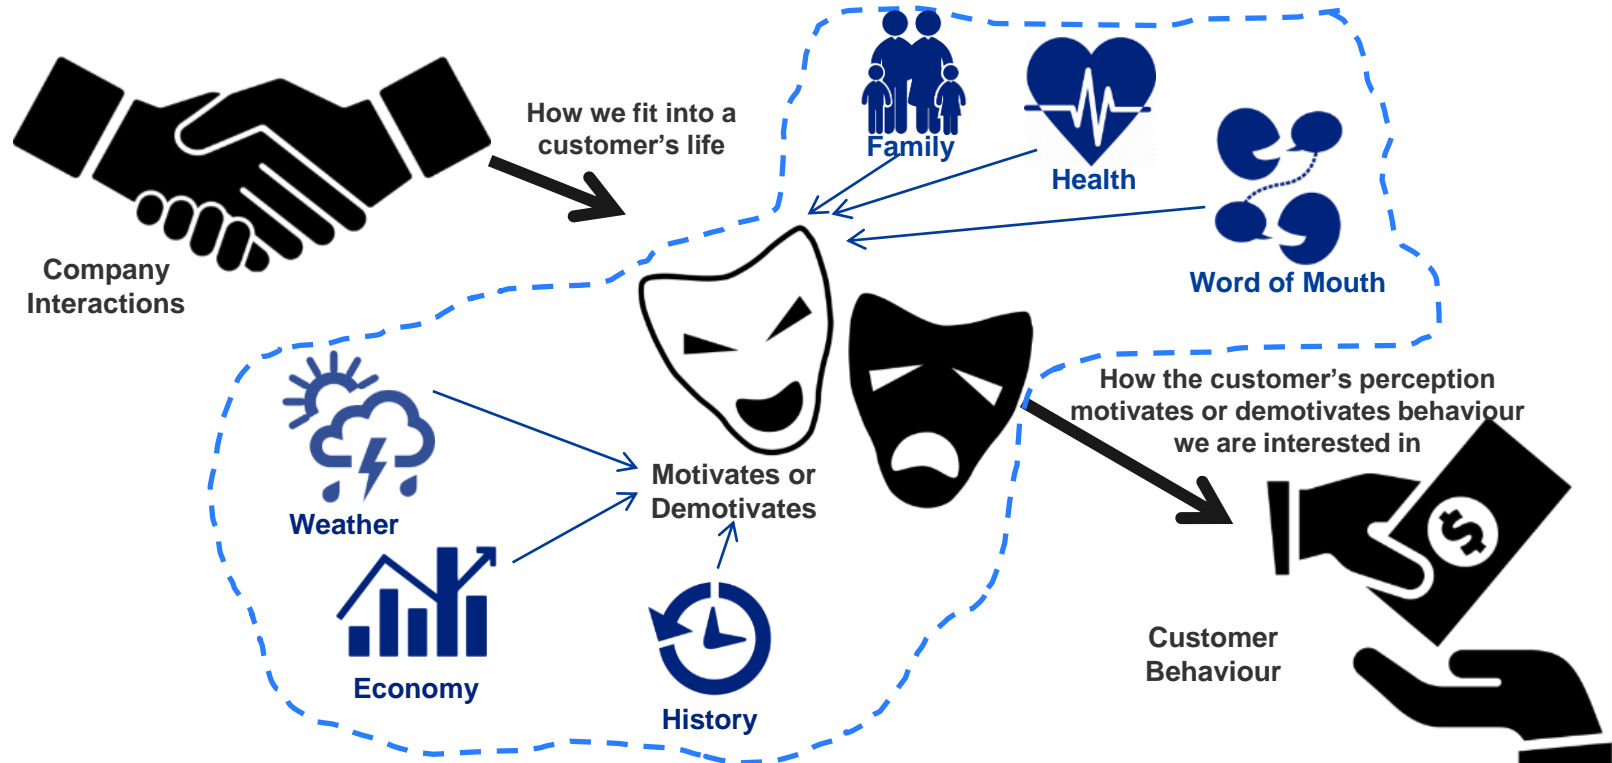 How we fit into a
customer’s life
Family
Health
Word of Mouth
Company
Interactions
How the customer’s perception
motivates or demotivates behaviour
we are interested in
Motivates or
Demotivates
Weather
$
Economy
History
Customer
Behaviour